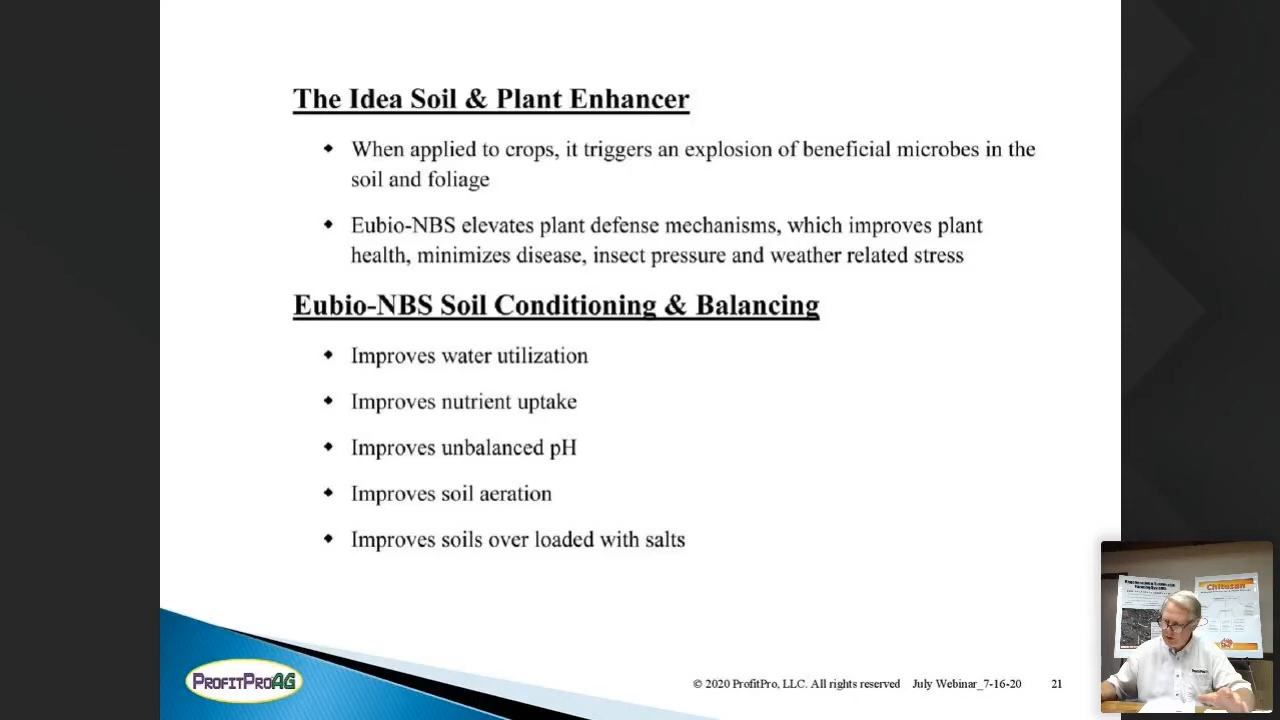 The Idea Soil & Plant Enhancer
When applied to crops, it triggers an explosion of beneficial microbes in the
soil and foliage
Eubio-NBS elevates plant defense mechanisms, which improves plant
health, minimizes disease, insect pressure and weather related stress
Eubio-NBS Soil Conditioning & Balancing
Improves water utilization
Improves nutrient uptake
Improves unbalanced pH
Improves soil aeration
Improves soils over loaded with salts
Chitosan
PROFITPROAG
© 2020 ProfitPro, LLC. All rights reserved July Webinar_7-16-20 21